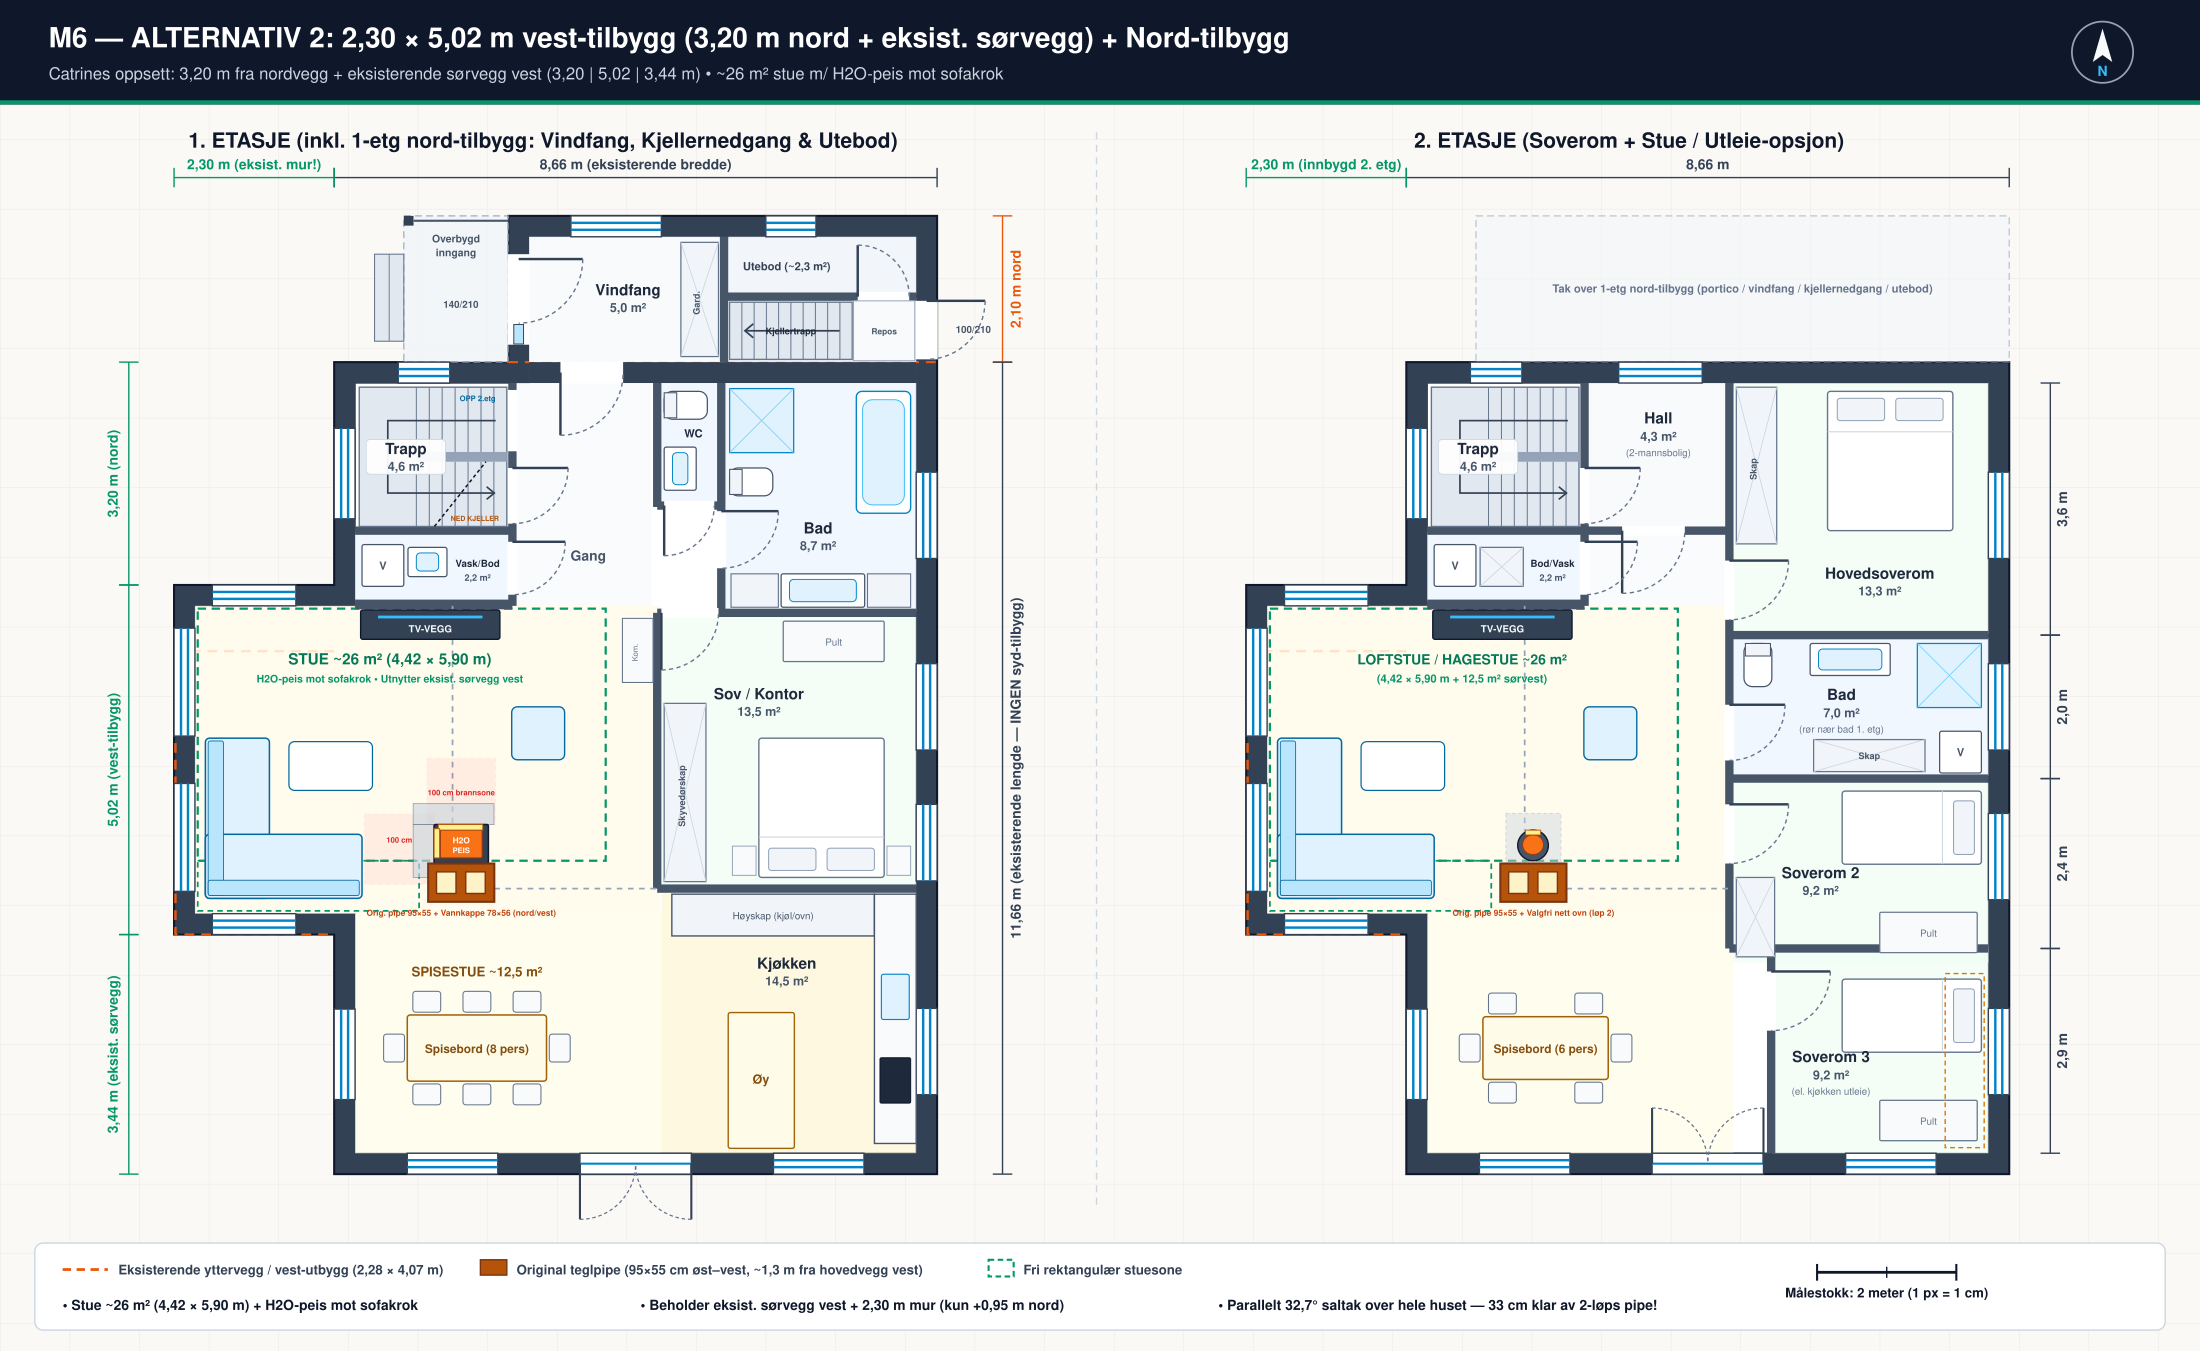 M6 — ALTERNATIV 2: 2,30 × 5,02 m vest-tilbygg (3,20 m nord + eksist. sørvegg) + Nord-tilbygg
Catrines oppsett: 3,20 m fra nordvegg + eksisterende sørvegg vest (3,20 | 5,02 | 3,44 m) • ~26 m² stue m/ H2O-peis mot sofakrok
N
1. ETASJE (inkl. 1-etg nord-tilbygg: Vindfang, Kjellernedgang & Utebod)
2,30 m (eksist. mur!)
8,66 m (eksisterende bredde)
Overbygd
inngang
140/210
Vindfang
5,0 m²
Gard.
Utebod (~2,3 m²)
Kjellertrapp
Repos
100/210
2,10 m nord
3,20 m (nord)
5,02 m (vest-tilbygg)
3,44 m (eksist. sørvegg)
11,66 m (eksisterende lengde — INGEN syd-tilbygg)
OPP 2.etg
Trapp
4,6 m²
NED KJELLER
WC
Bad
8,7 m²
V
Vask/Bod
2,2 m²
Gang
TV-VEGG
Kom.
Pult
STUE ~26 m² (4,42 × 5,90 m)
H2O-peis mot sofakrok • Utnytter eksist. sørvegg vest
Sov / Kontor
13,5 m²
Skyvedørskap
100 cm brannsone
100 cm
H2O
PEIS
Orig. pipe 95×55 + Vannkappe 78×56 (nord/vest)
Høyskap (kjøl/ovn)
SPISESTUE ~12,5 m²
Spisebord (8 pers)
Kjøkken
14,5 m²
Øy
2. ETASJE (Soverom + Stue / Utleie-opsjon)
2,30 m (innbygd 2. etg)
8,66 m
Tak over 1-etg nord-tilbygg (portico / vindfang / kjellernedgang / utebod)
Trapp
4,6 m²
Hall
4,3 m²
(2-mannsbolig)
Skap
Hovedsoverom
13,3 m²
3,6 m
V
Bod/Vask
2,2 m²
TV-VEGG
LOFTSTUE / HAGESTUE ~26 m²
(4,42 × 5,90 m + 12,5 m² sørvest)
Bad
7,0 m²
(rør nær bad 1. etg)
Skap
V
2,0 m
Soverom 2
9,2 m²
Pult
2,4 m
Orig. pipe 95×55 + Valgfri nett ovn (løp 2)
Spisebord (6 pers)
Soverom 3
9,2 m²
(el. kjøkken utleie)
Pult
2,9 m
Eksisterende yttervegg / vest-utbygg (2,28 × 4,07 m)
Original teglpipe (95×55 cm øst–vest, ~1,3 m fra hovedvegg vest)
Fri rektangulær stuesone
Målestokk: 2 meter (1 px = 1 cm)
• Stue ~26 m² (4,42 × 5,90 m) + H2O-peis mot sofakrok
• Beholder eksist. sørvegg vest + 2,30 m mur (kun +0,95 m nord)
• Parallelt 32,7° saltak over hele huset — 33 cm klar av 2-løps pipe!